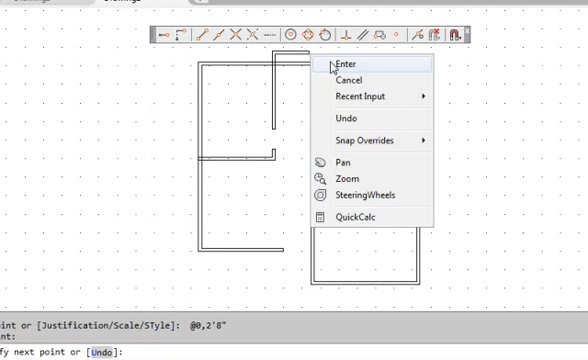 Enter
Cancel
Recent Input
Undo
Snap Overrides
Pan
Zoom
SteeringWheels
QuickCalc
oint or [Justification/Scale/STyle]: @0,2'8"
int:
fy next point or [Undo]: